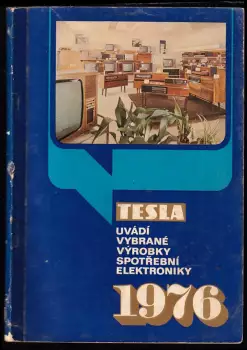 TESLA
UVÁDÍ
VYBRANÉ
VÝROBKY
SPOTŘEBNÍ
ELEKTRONIKY
1976